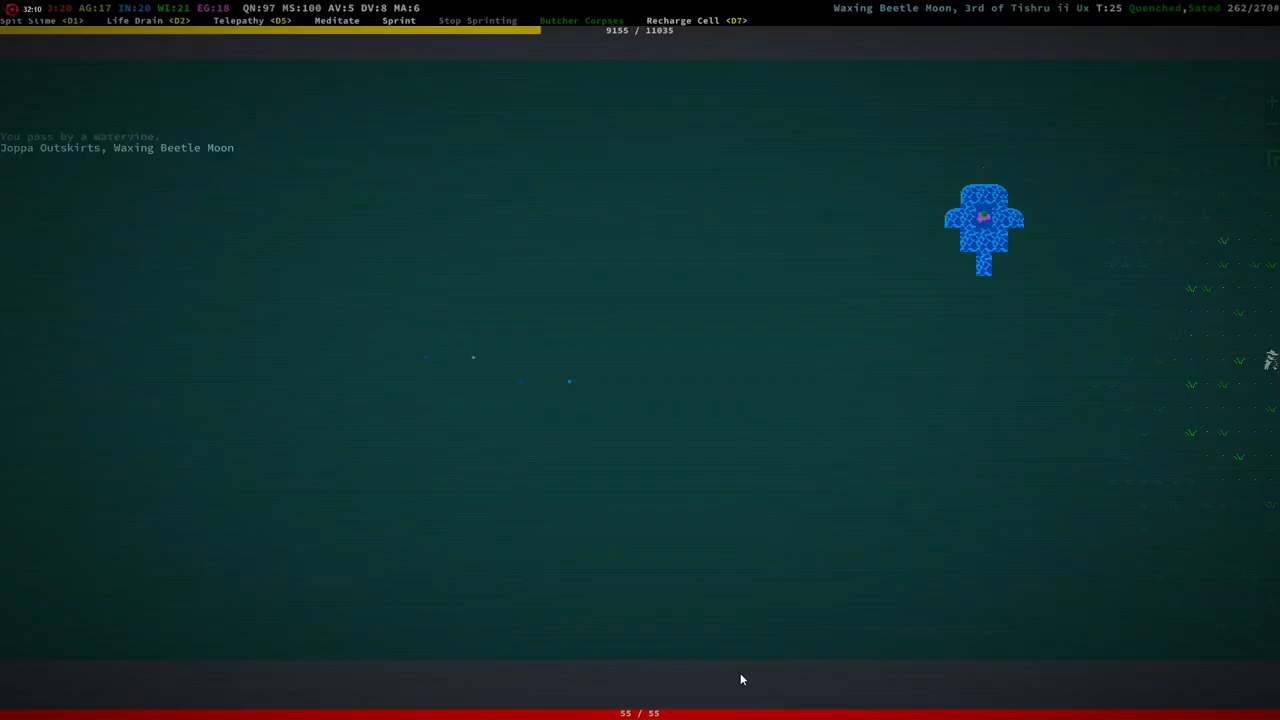 32:10 :20 AG:17 IN:20 WI:21 EG:18 QN:97 MS:100 AV:5 DV:8 MA:6 Waxing Beetle Moon, 3rd of Tishru ii Ux T:25 Quenched,Sated 262/270#
Spit Slime <D1> Life Drain <D2> Telepathy <D5> Meditate Sprint Stop Sprinting Butcher Corpses Recharge Cell <D7>
9155 / 11035
You pass by a watervine.
Joppa Outskirts, Waxing Beetle Moon
55 / 55